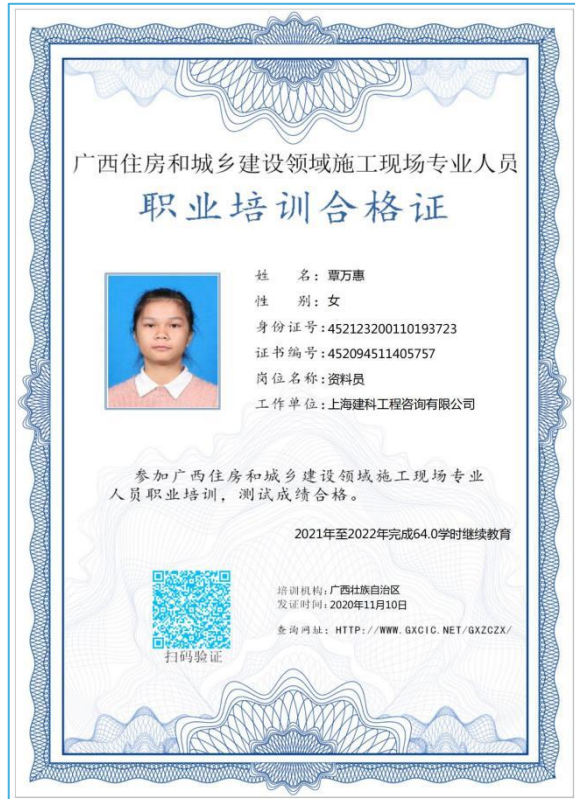 广西住房和城乡建设领域施工现场专业人员
职业培训合格证
姓 名：覃万惠
性 别：女
身份证号：452123200110193723
证书编号：452094511405757
岗位名称：资料员
工作单位：上海建科工程咨询有限公司
参加广西住房和城乡建设领域施工现场专业
人员职业培训，测试成绩合格。
2021年至2022年完成64.0学时继续教育
培训机构：广西壮族自治区
发证时间：2020年11月10日
查询网址：HTTP://WWW.GXCIC.NET/GXZCZX/
扫码验证